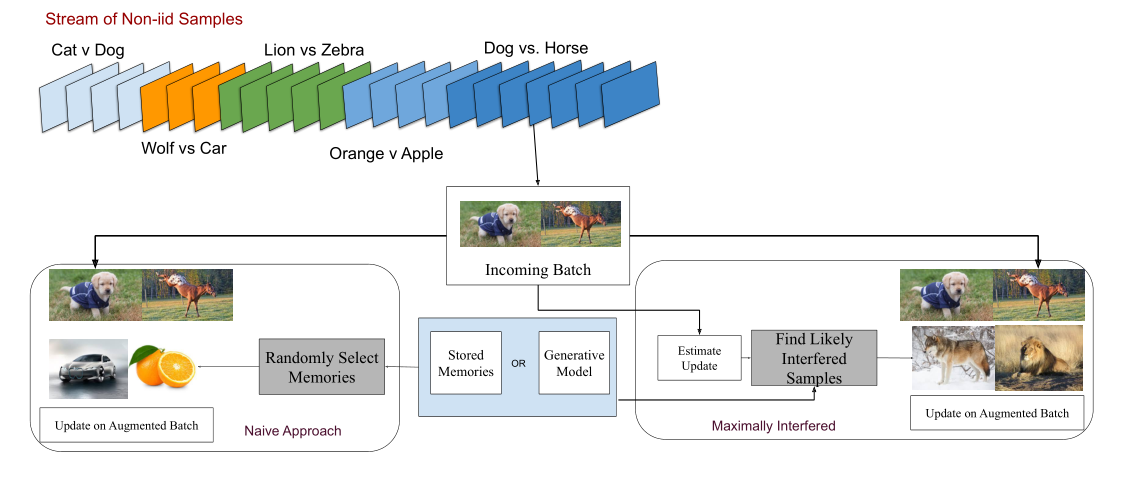 Stream of Non-iid Samples
Cat v Dog
Lion vs Zebra
Dog vs. Horse
Wolf vs Car
Orange v Apple
Incoming Batch
Randomly Select
Memories
Update on Augmented Batch
Naive Approach
Stored
Memories
OR
Generative
Model
Estimate
Update
Find Likely
Interfered
Samples
Update on Augmented Batch
Maximally Interfered